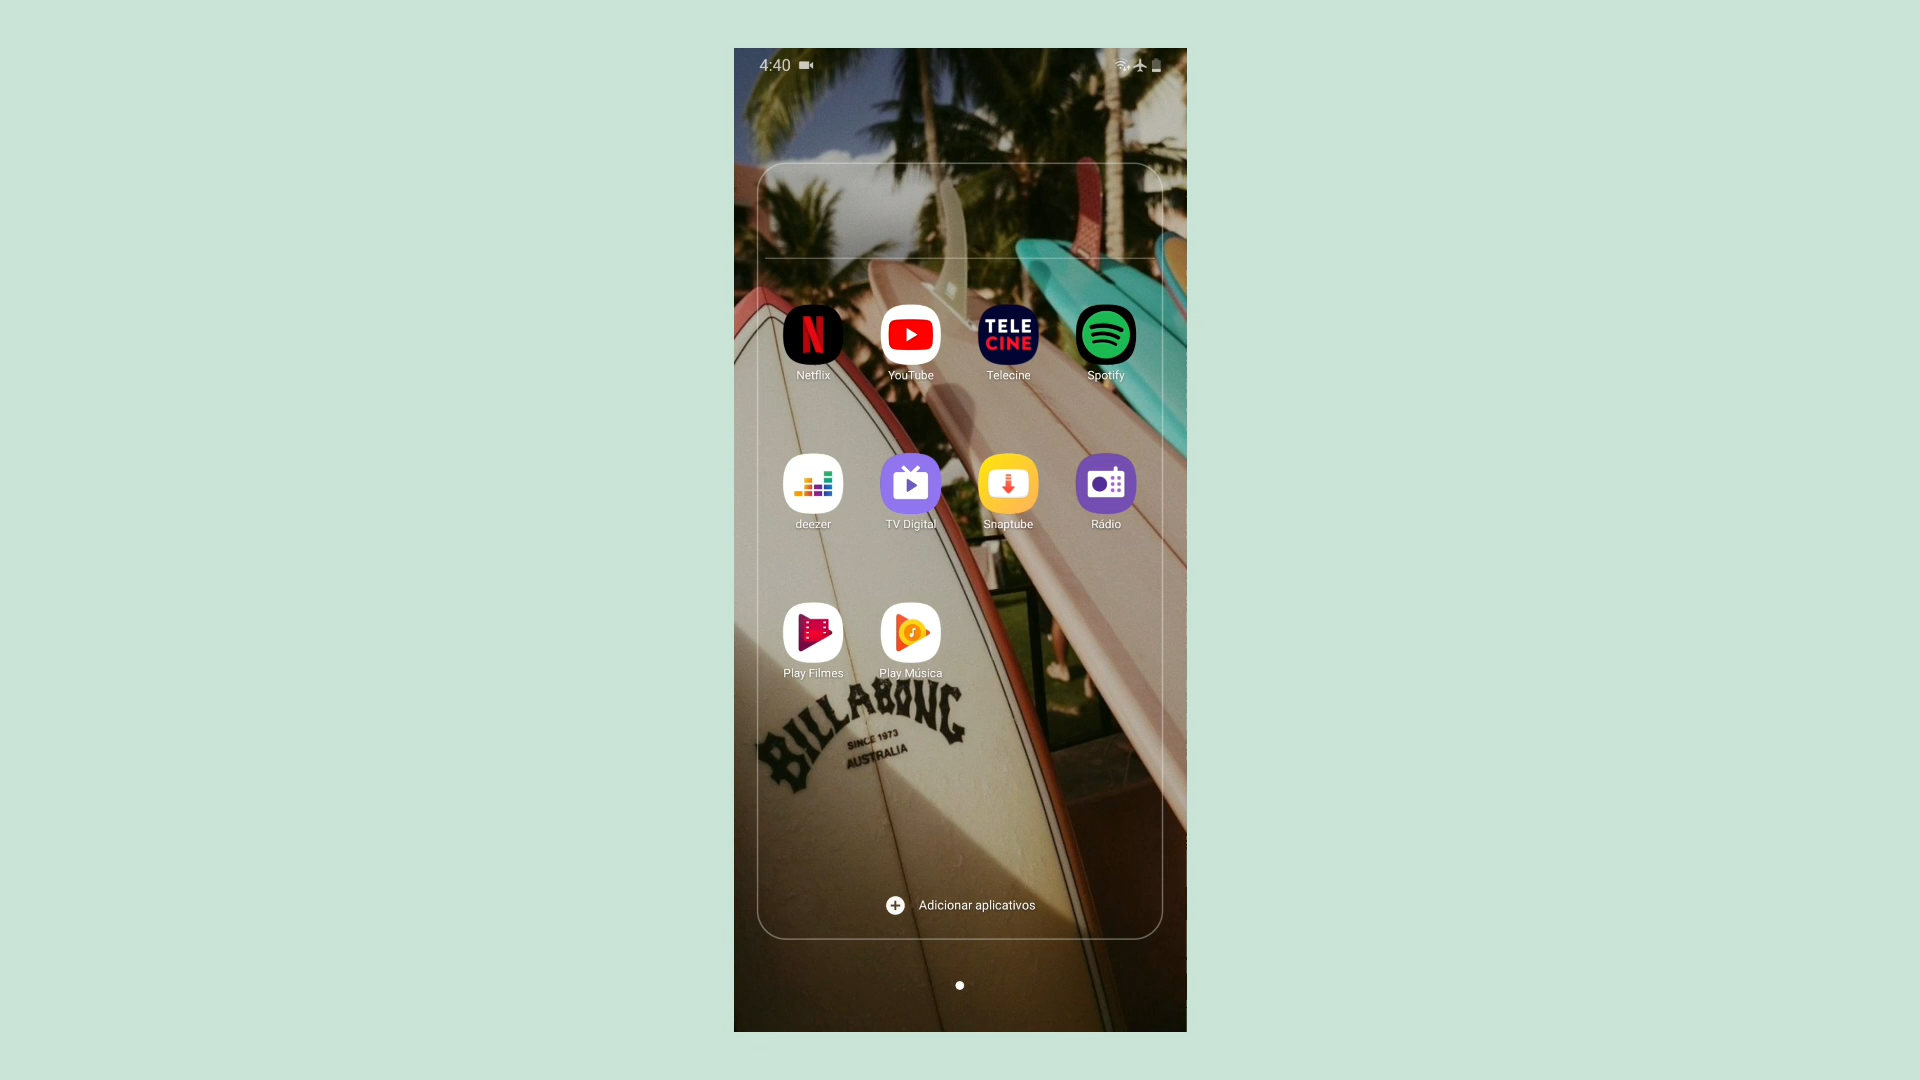 4:40
TELE
CINE
Netflix
YouTube
Telecine
Spotify
deezer
TV Digital
Snaptube
Rádio
Play Filmes
Play Música
BILLABONG
SINCE 1973
AUSTRALIA
Adicionar aplicativos